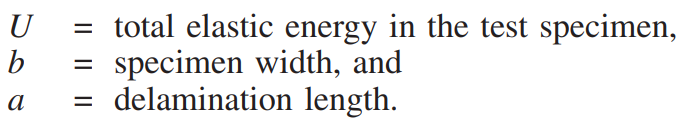 U = total elastic energy in the test specimen,
b = specimen width, and
a = delamination length.